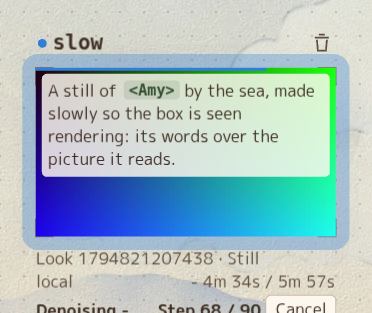 slow
A still of <Amy> by the sea, made
slowly so the box is seen
rendering: its words over the
picture it reads.
Look 1794821207438 · Still
local - 4m 34s / 5m 57s
Denoising - Step 68 / 90 Cancel